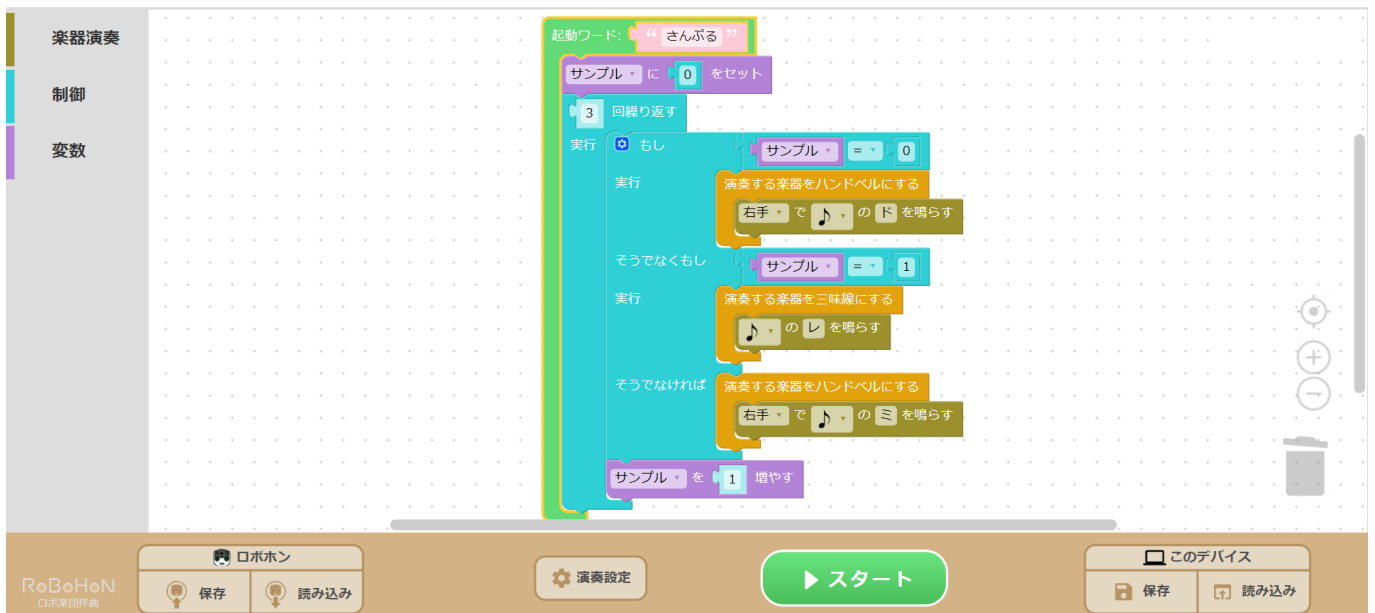 楽器演奏
制御
変数
起動ワード: “ さんぷる ”
サンプル に 0 をセット
3 回繰り返す
実行 もし サンプル = 0
実行 演奏する楽器をハンドベルにする
右手 で ♪ の ド を鳴らす
そうでなくもし サンプル = 1
実行 演奏する楽器を三味線にする
♪ の レ を鳴らす
そうでなければ 演奏する楽器をハンドベルにする
右手 で ♪ の ミ を鳴らす
サンプル を 1 増やす
RoBoHoN
ロボ楽団作曲
ロボホン
保存 読み込み
演奏設定
スタート
このデバイス
保存 読み込み